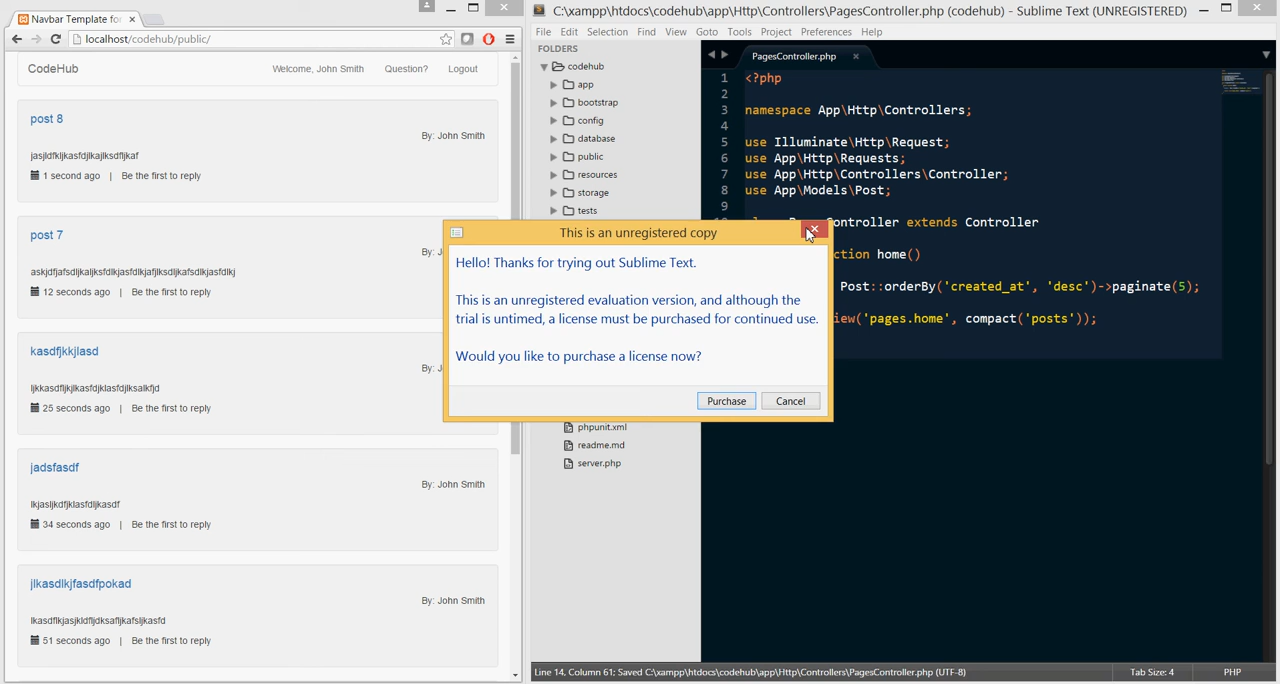 Navbar Template for
localhost/codehub/public/
CodeHub
Welcome, John Smith
Question?
Logout
post 8
By: John Smith
jasjldfkljkasfdjlkajlksdfljkaf
1 second ago | Be the first to reply
post 7
By: J
askjdfjafsdljkaljksfdlkjasfdlkjafjlksdljkafsdlkjasfdlkj
12 seconds ago | Be the first to reply
kasdfjkkjlasd
By: J
ljkkasdfljkjlkasfdjklasfdjlksalkfjd
25 seconds ago | Be the first to reply
jadsfasdf
By: John Smith
lkjasljkdfjklasfdljkasdf
34 seconds ago | Be the first to reply
jlkasdlkjfasdfpokad
By: John Smith
lkasdflkjasjkldfljdksafljkafsljkasfd
51 seconds ago | Be the first to reply
C:\xampp\htdocs\codehub\app\Http\Controllers\PagesController.php (codehub) - Sublime Text (UNREGISTERED)
File Edit Selection Find View Goto Tools Project Preferences Help
FOLDERS
codehub
app
bootstrap
config
database
public
resources
storage
tests
phpunit.xml
readme.md
server.php
PagesController.php
1 <?php
2
3 namespace App\Http\Controllers;
4
5 use Illuminate\Http\Request;
6 use App\Http\Requests;
7 use App\Http\Controllers\Controller;
8 use App\Models\Post;
9
ontroller extends Controller
ction home()
Post::orderBy('created_at', 'desc')->paginate(5);
iew('pages.home', compact('posts'));
This is an unregistered copy
Hello! Thanks for trying out Sublime Text.
This is an unregistered evaluation version, and although the
trial is untimed, a license must be purchased for continued use.
Would you like to purchase a license now?
Purchase Cancel
Line 14, Column 61; Saved C:\xampp\htdocs\codehub\app\Http\Controllers\PagesController.php (UTF-8)
Tab Size: 4
PHP